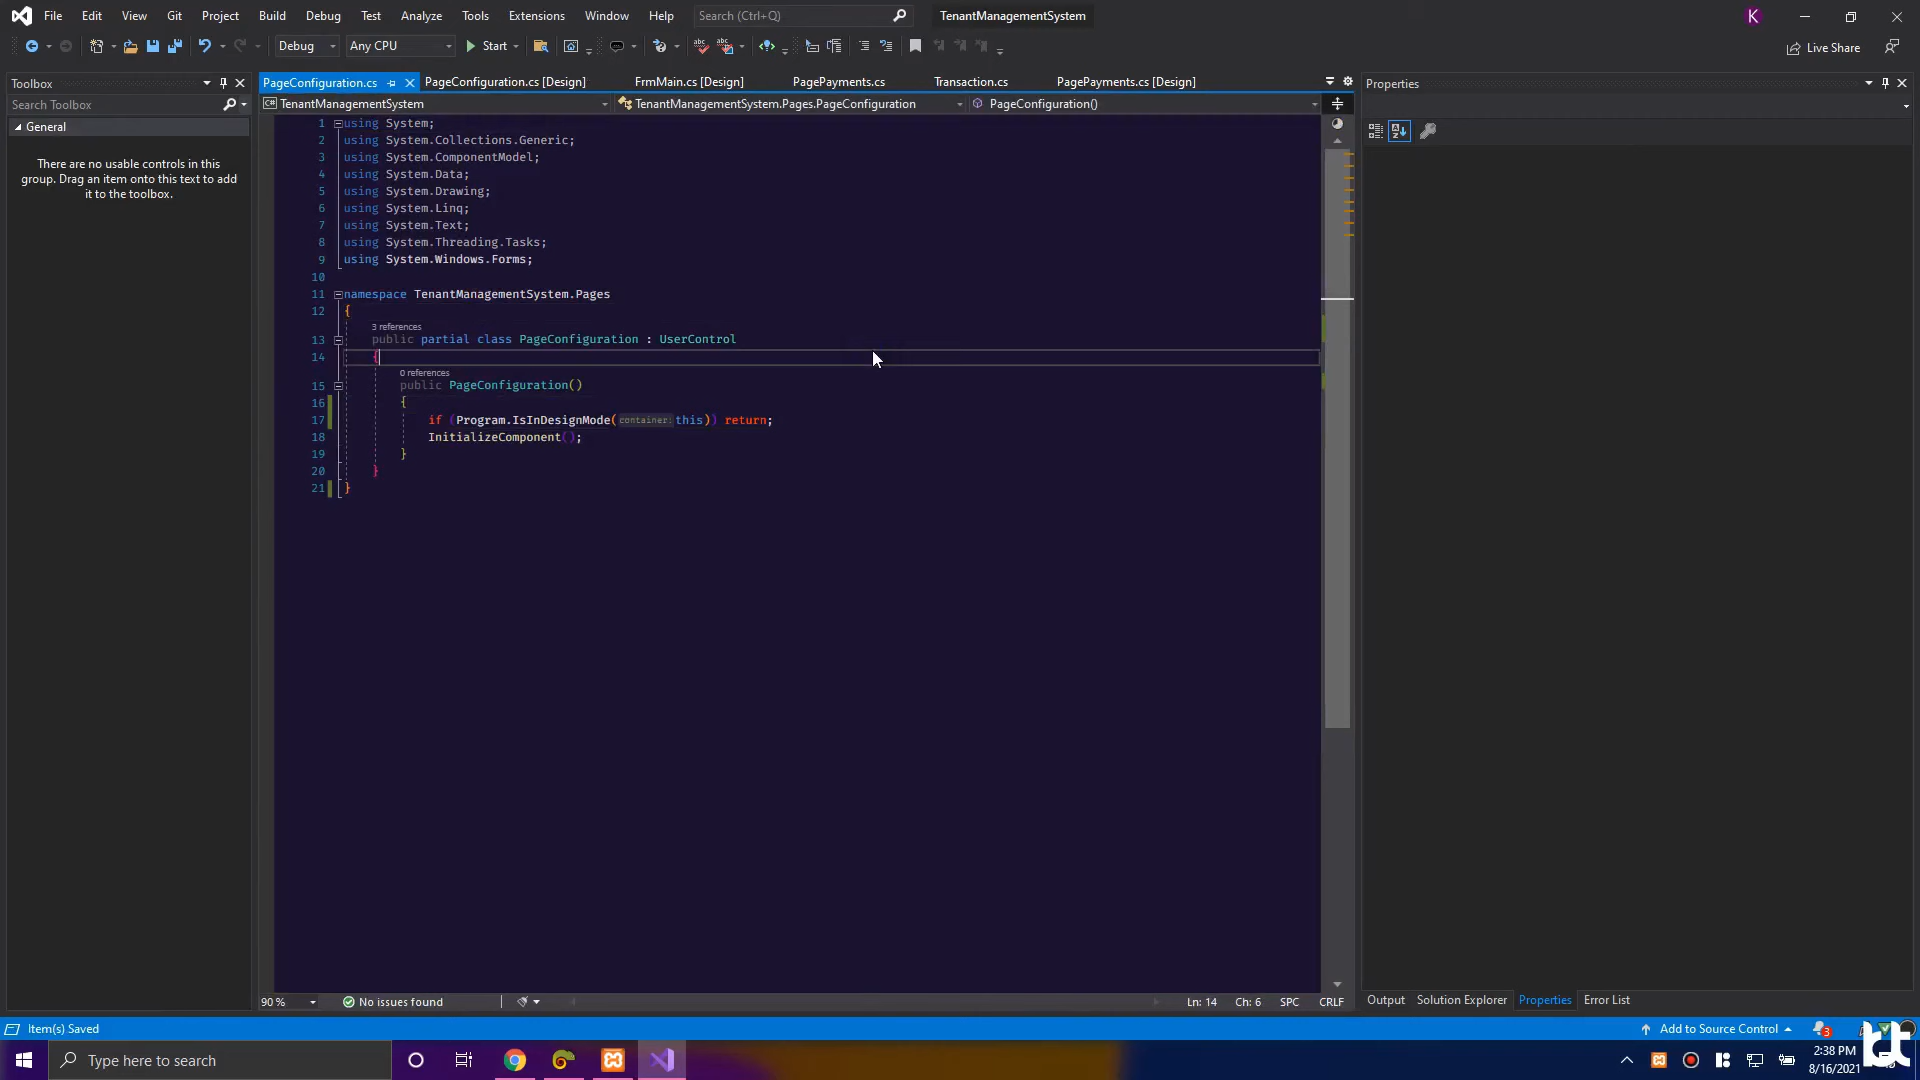 File Edit View Git Project Build Debug Test Analyze Tools Extensions Window Help Search (Ctrl+Q) TenantManagementSystem K
Debug Any CPU Start Live Share
Toolbox
Search Toolbox
General
There are no usable controls in this
group. Drag an item onto this text to add
it to the toolbox.
PageConfiguration.cs PageConfiguration.cs [Design] FrmMain.cs [Design] PagePayments.cs Transaction.cs PagePayments.cs [Design]
TenantManagementSystem TenantManagementSystem.Pages.PageConfiguration PageConfiguration()
1 using System;
2 using System.Collections.Generic;
3 using System.ComponentModel;
4 using System.Data;
5 using System.Drawing;
6 using System.Linq;
7 using System.Text;
8 using System.Threading.Tasks;
9 using System.Windows.Forms;
10
11 namespace TenantManagementSystem.Pages
12 {
3 references
13 public partial class PageConfiguration : UserControl
14 {
0 references
15 public PageConfiguration()
16 {
17 if (Program.IsInDesignMode(container: this)) return;
18 InitializeComponent();
19 }
20 }
21 }
Properties
90 % No issues found Ln: 14 Ch: 6 SPC CRLF
Output Solution Explorer Properties Error List
Item(s) Saved Add to Source Control 3
Type here to search
2:38 PM
8/16/2021